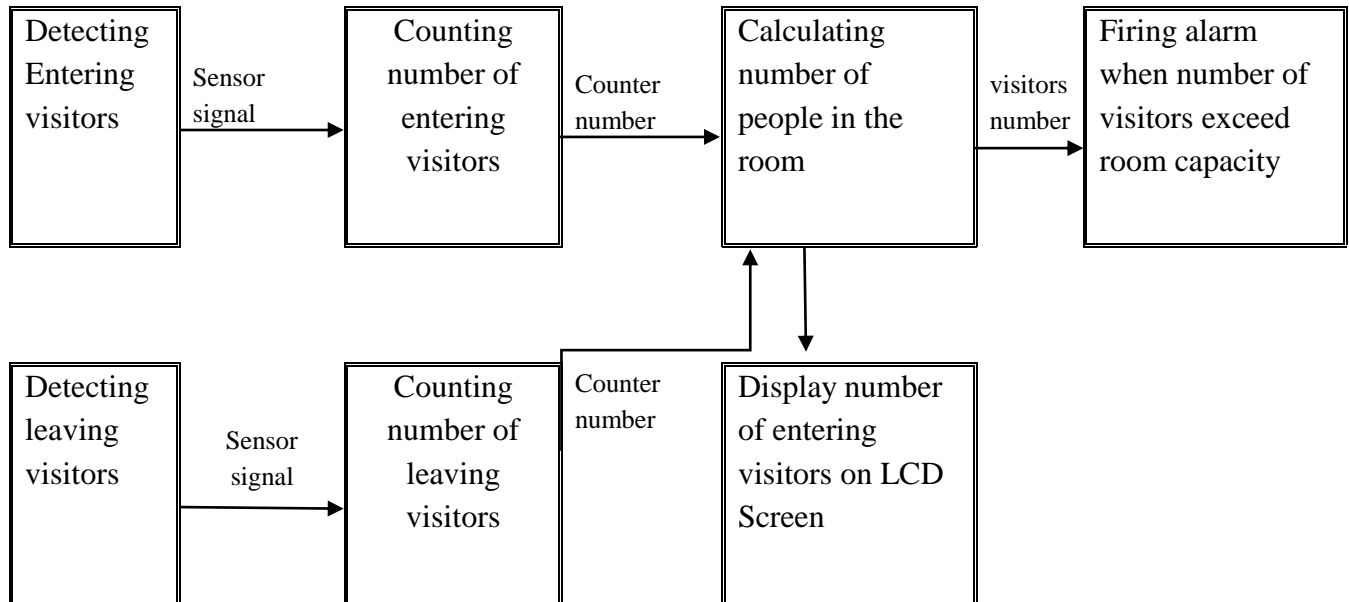 Detecting
Entering
visitors
Sensor
signal
Counting
number of
entering
visitors
Counter
number
Calculating
number of
people in the
room
visitors
number
Firing alarm
when number of
visitors exceed
room capacity
Detecting
leaving
visitors
Sensor
signal
Counting
number of
leaving
visitors
Counter
number
Display number
of entering
visitors on LCD
Screen